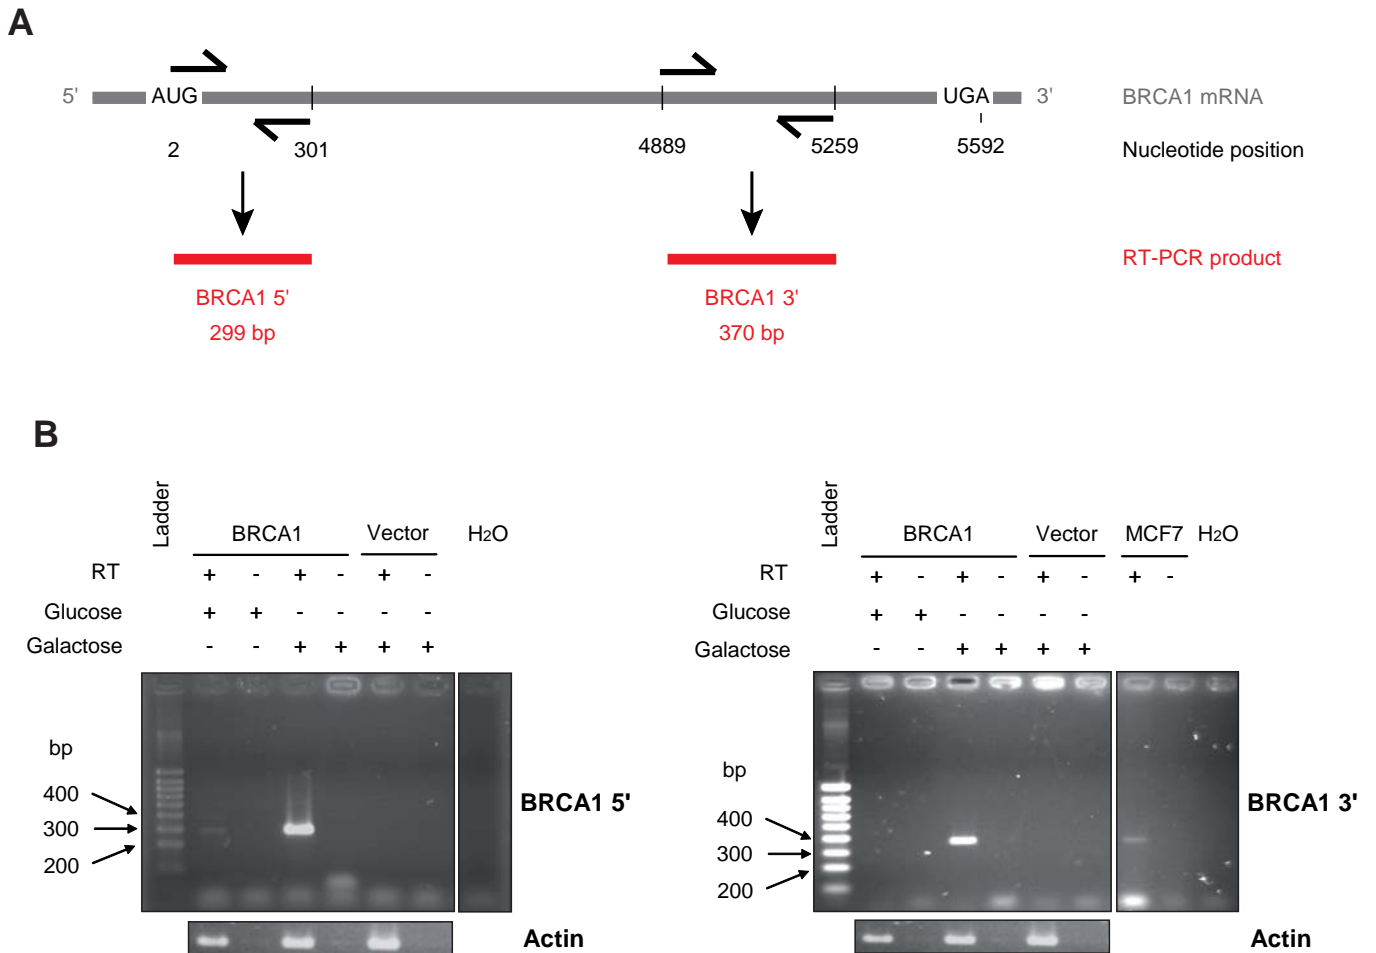 A
5' AUG UGA 3' BRCA1 mRNA
2 301 4889 5259 5592 Nucleotide position
RT-PCR product
BRCA1 5' BRCA1 3'
299 bp 370 bp
B
Ladder BRCA1 Vector H2O
RT + - + - + -
Glucose + + - - - -
Galactose - - + + + +
bp
400
300
200
BRCA1 5'
Actin
Ladder BRCA1 Vector MCF7 H2O
RT + - + - + - + -
Glucose + + - - - -
Galactose - - + + + +
bp
400
300
200
BRCA1 3'
Actin